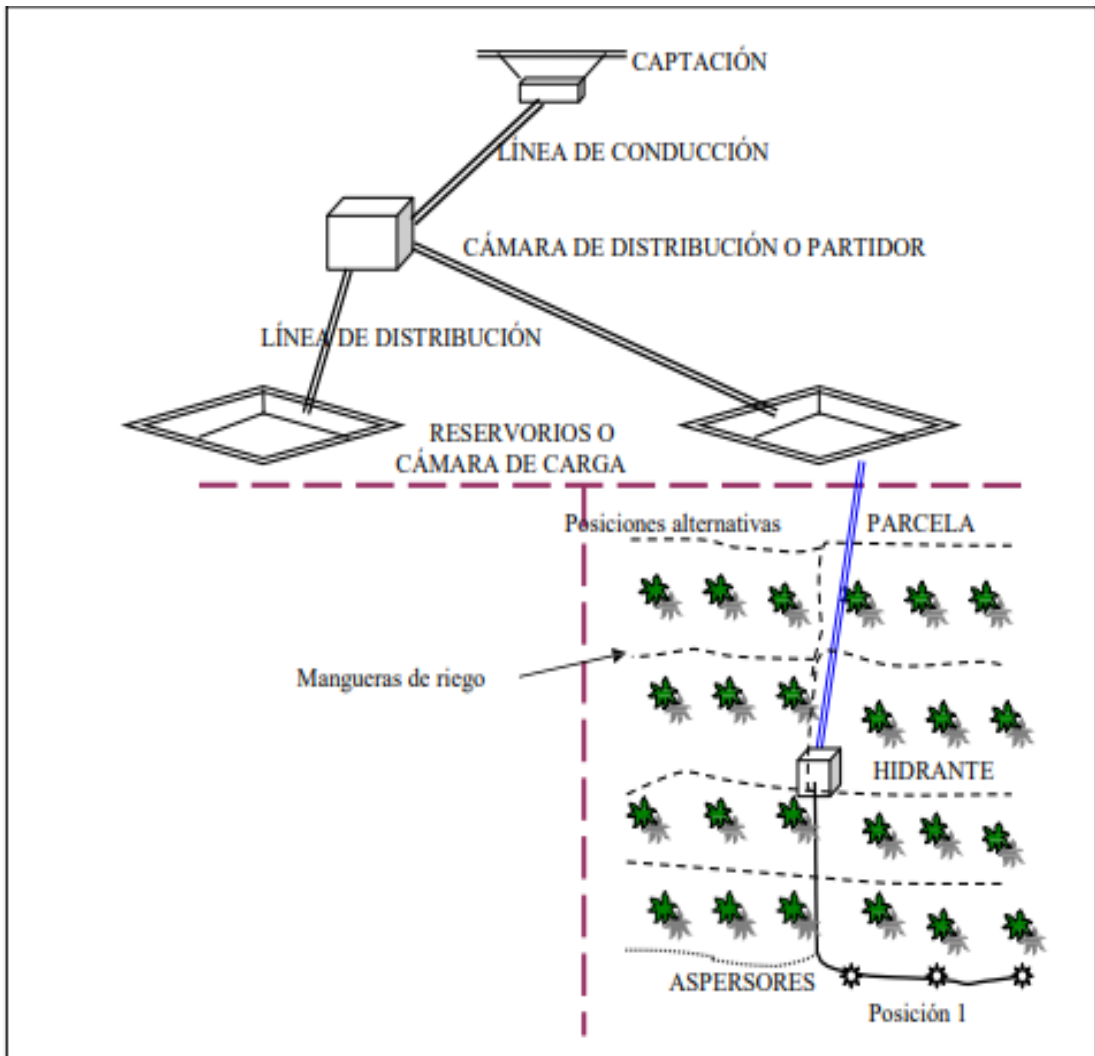 CAPTACIÓN
LÍNEA DE CONDUCCIÓN
CÁMARA DE DISTRIBUCIÓN O PARTIDOR
LÍNEA DE DISTRIBUCIÓN
RESERVORIOS O
CÁMARA DE CARGA
Posiciones alternativas
PARCELA
Mangueras de riego
HIDRANTE
ASPERSORES
Posición 1